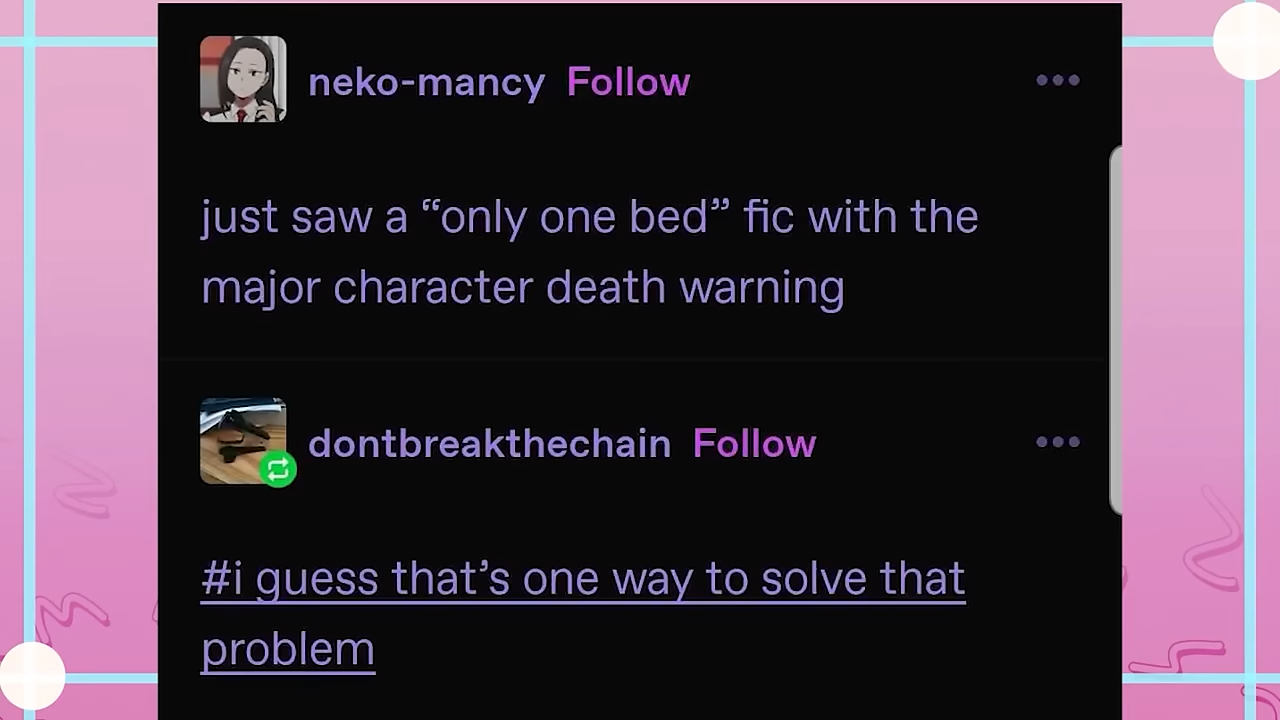 neko-mancy Follow
just saw a “only one bed” fic with the
major character death warning
dontbreakthechain Follow
#i guess that’s one way to solve that
problem